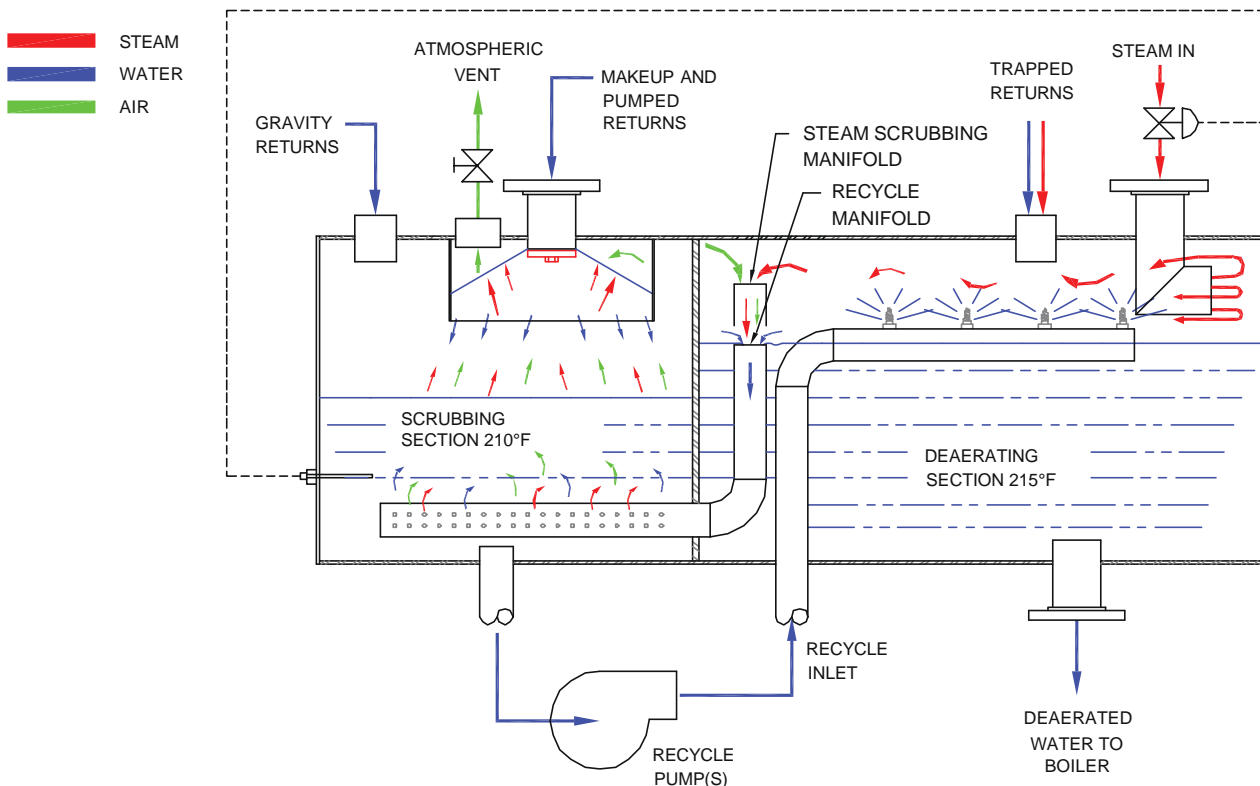 STEAM
WATER
AIR
ATMOSPHERIC
VENT
MAKEUP AND
PUMPED
RETURNS
GRAVITY
RETURNS
STEAM SCRUBBING
MANIFOLD
RECYCLE
MANIFOLD
TRAPPED
RETURNS
STEAM IN
SCRUBBING
SECTION 210°F
DEAERATING
SECTION 215°F
RECYCLE
INLET
RECYCLE
PUMP(S)
DEAERATED
WATER TO
BOILER